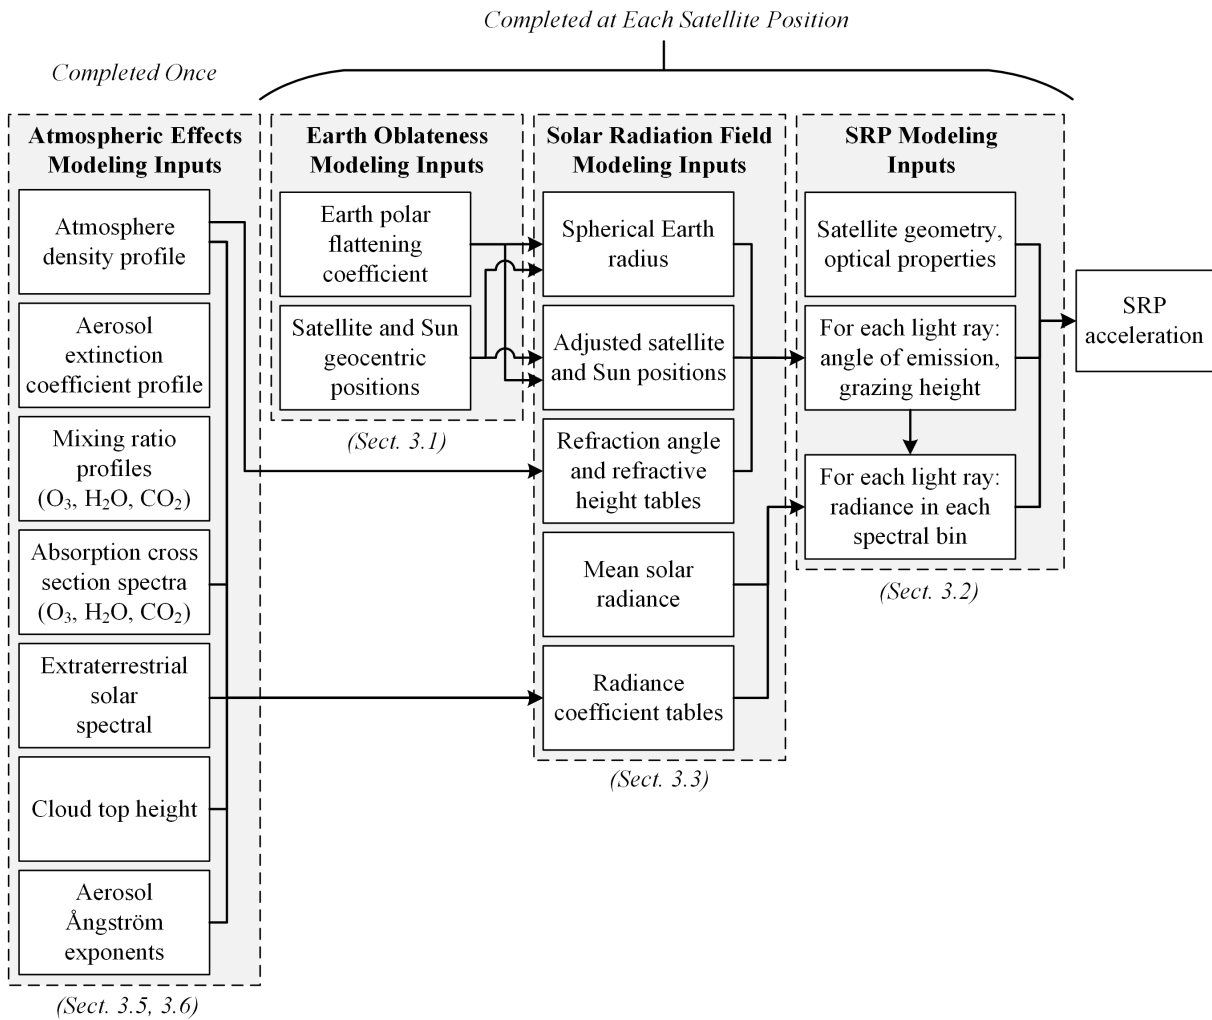 Completed at Each Satellite Position
Completed Once
Atmospheric Effects
Modeling Inputs
Atmosphere
density profile
Aerosol
extinction
coefficient profile
Mixing ratio
profiles
(O₃, H₂O, CO₂)
Absorption cross
section spectra
(O₃, H₂O, CO₂)
Extraterrestrial
solar
spectral
Cloud top height
Aerosol
Ångström
exponents
(Sect. 3.5, 3.6)
Earth Oblateness
Modeling Inputs
Earth polar
flattening
coefficient
Satellite and Sun
geocentric
positions
(Sect. 3.1)
Solar Radiation Field
Modeling Inputs
Spherical Earth
radius
Adjusted satellite
and Sun positions
Refraction angle
and refractive
height tables
Mean solar
radiance
Radiance
coefficient tables
(Sect. 3.3)
SRP Modeling
Inputs
Satellite geometry,
optical properties
For each light ray:
angle of emission,
grazing height
For each light ray:
radiance in each
spectral bin
(Sect. 3.2)
SRP
acceleration